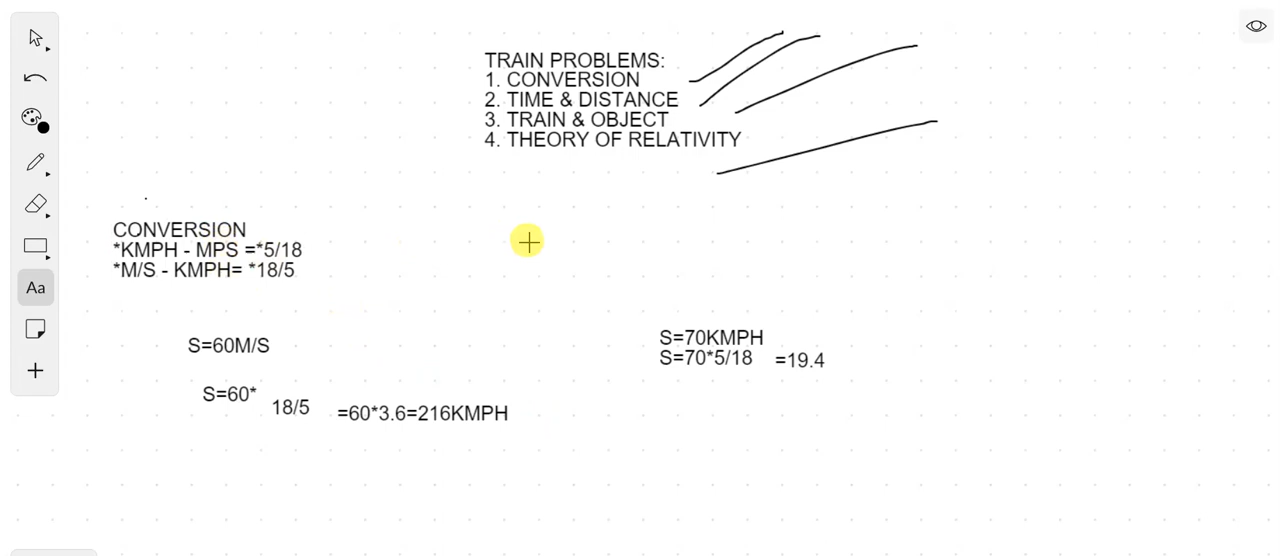 TRAIN PROBLEMS:
1. CONVERSION
2. TIME & DISTANCE
3. TRAIN & OBJECT
4. THEORY OF RELATIVITY
CONVERSION
*KMPH - MPS =*5/18
*M/S - KMPH= *18/5
S=60M/S
S=60*
18/5
=60*3.6=216KMPH
S=70KMPH
S=70*5/18 =19.4
Aa